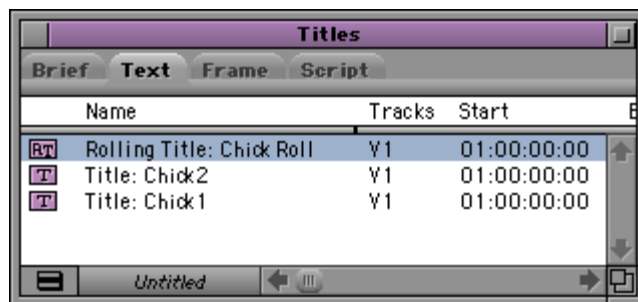 Titles
Brief Text Frame Script
Name Tracks Start
RT Rolling Title: Chick Roll V1 01:00:00:00
T Title: Chick2 V1 01:00:00:00
T Title: Chick1 V1 01:00:00:00
Untitled